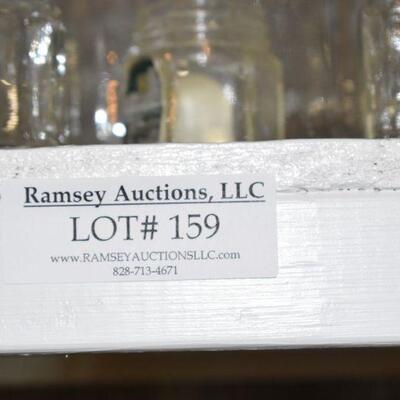 Ramsey Auctions, LLC
LOT# 159
www.RAMSEYAUCTIONSLLC.com
828-713-4671